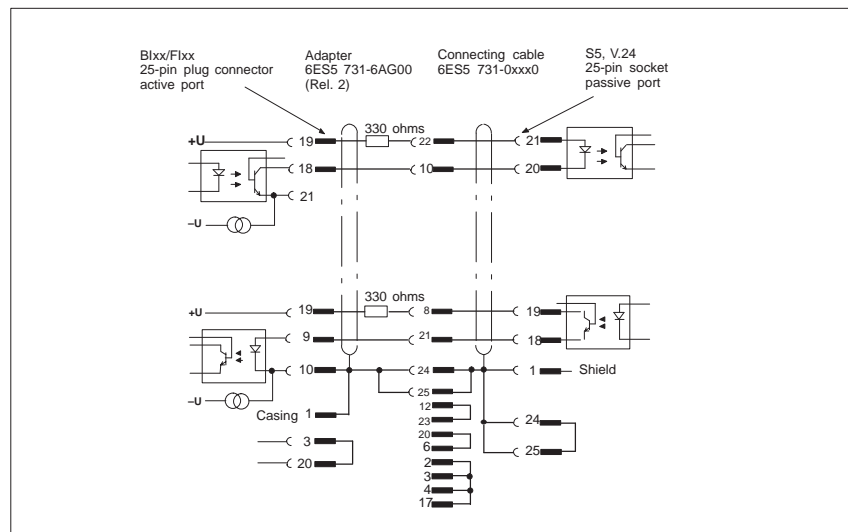 BIxx/FIxx Adapter Connecting cable S5, V.24
25-pin plug connector 6ES5 731-6AG00 6ES5 731-0xxx0 25-pin socket
active port (Rel. 2) passive port
330 ohms
+U 19 22 21
18 10 20
21
–U
330 ohms
+U 19 8 19
9 21 18
10 24 1 Shield
–U
25
Casing 1 12
23 24
3 20
6 25
20 2
3
4
17